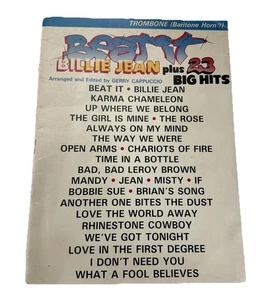 TROMBONE (Baritone Horn 𝄢)
BEAT IT
BILLIE JEAN plus 23
Arranged and Edited by GERRY CAPPUCCIO BIG HITS
BEAT IT • BILLIE JEAN
KARMA CHAMELEON
UP WHERE WE BELONG
THE GIRL IS MINE • THE ROSE
ALWAYS ON MY MIND
THE WAY WE WERE
OPEN ARMS • CHARIOTS OF FIRE
TIME IN A BOTTLE
BAD, BAD LEROY BROWN
MANDY • JEAN • MISTY • IF
BOBBIE SUE • BRIAN'S SONG
ANOTHER ONE BITES THE DUST
LOVE THE WORLD AWAY
RHINESTONE COWBOY
WE'VE GOT TONIGHT
LOVE IN THE FIRST DEGREE
I DON'T NEED YOU
WHAT A FOOL BELIEVES